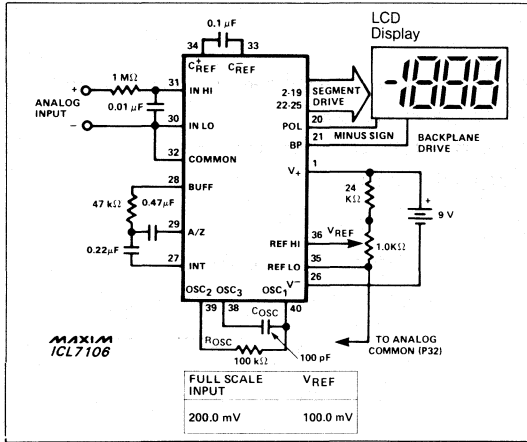 LCD
Display
-1888
0.1 µF
34
33
C+REF
C-REF
1 MΩ
31
IN HI
+
ANALOG
INPUT
0.01 µF
30
IN LO
−
32
COMMON
28
BUFF
47 kΩ
0.47µF
29
A/Z
0.22µF
27
INT
OSC2
OSC3
OSC1
39
38
40
2-19
22-25
SEGMENT
DRIVE
20
POL
MINUS SIGN
21
BP
BACKPLANE
DRIVE
V+
1
24
KΩ
+
9 V
36
VREF
REF HI
1.0KΩ
35
REF LO
26
V−
COSC
ROSC
100 kΩ
100 pF
TO ANALOG
COMMON (P32)
MAXIM
ICL7106
FULL SCALE INPUT
VREF
200.0 mV
100.0 mV